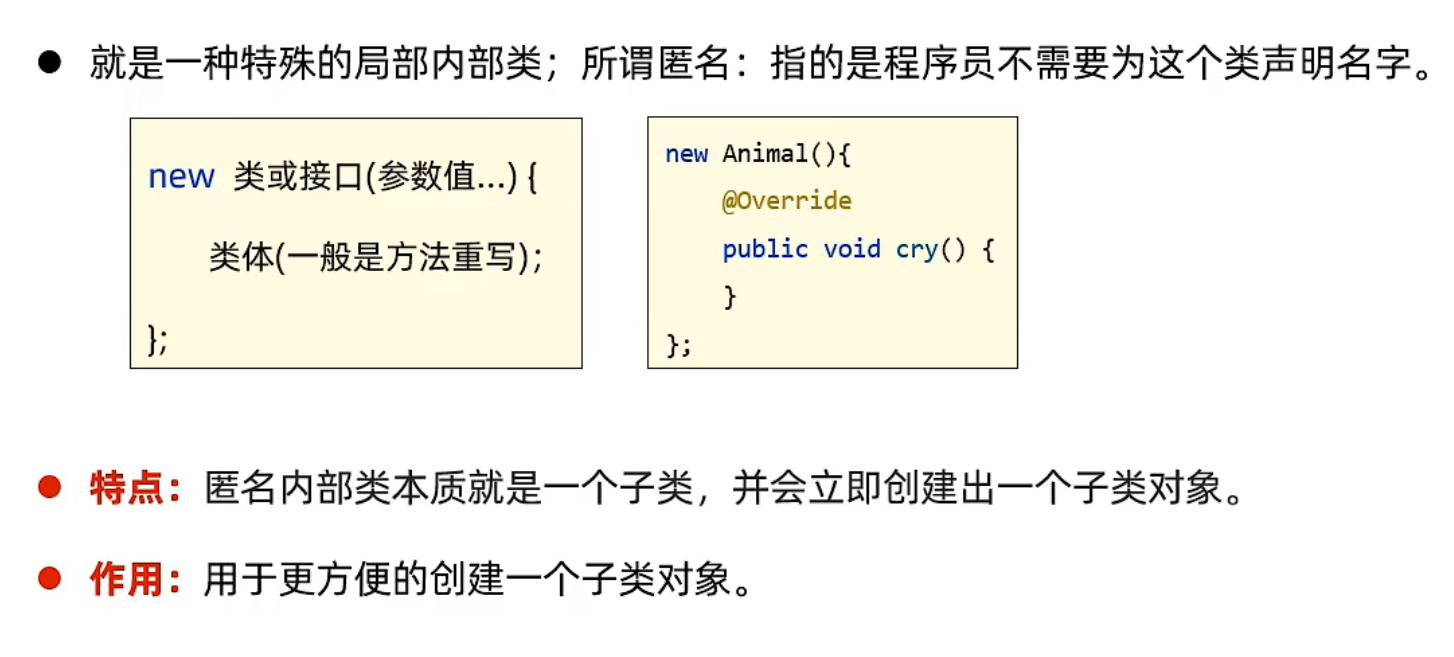 就是一种特殊的局部内部类；所谓匿名：指的是程序员不需要为这个类声明名字。
new 类或接口(参数值...) {
类体(一般是方法重写);
};
new Animal(){
@Override
public void cry() {
}
};
特点：匿名内部类本质就是一个子类，并会立即创建出一个子类对象。
作用：用于更方便的创建一个子类对象。